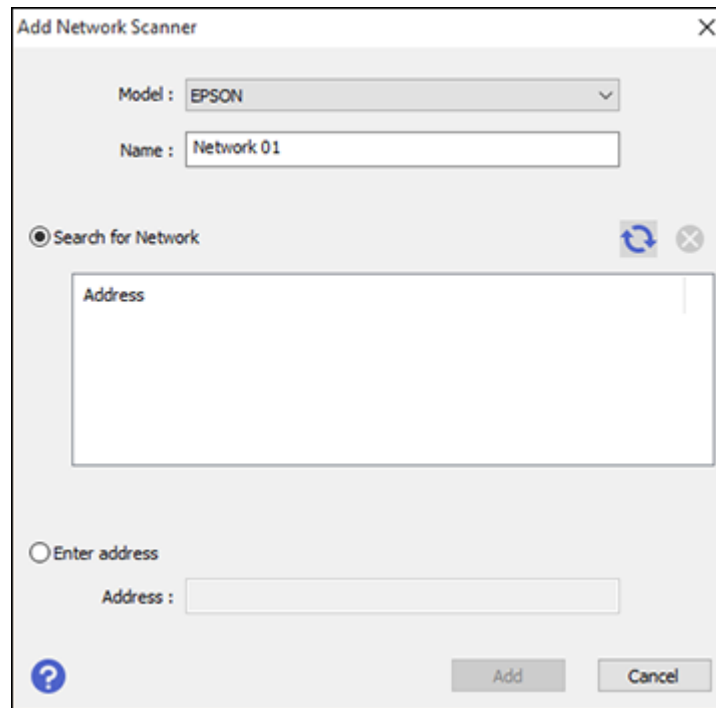 Add Network Scanner
Model : EPSON
Name : Network 01
Search for Network
Address
Enter address
Address :
Add Cancel